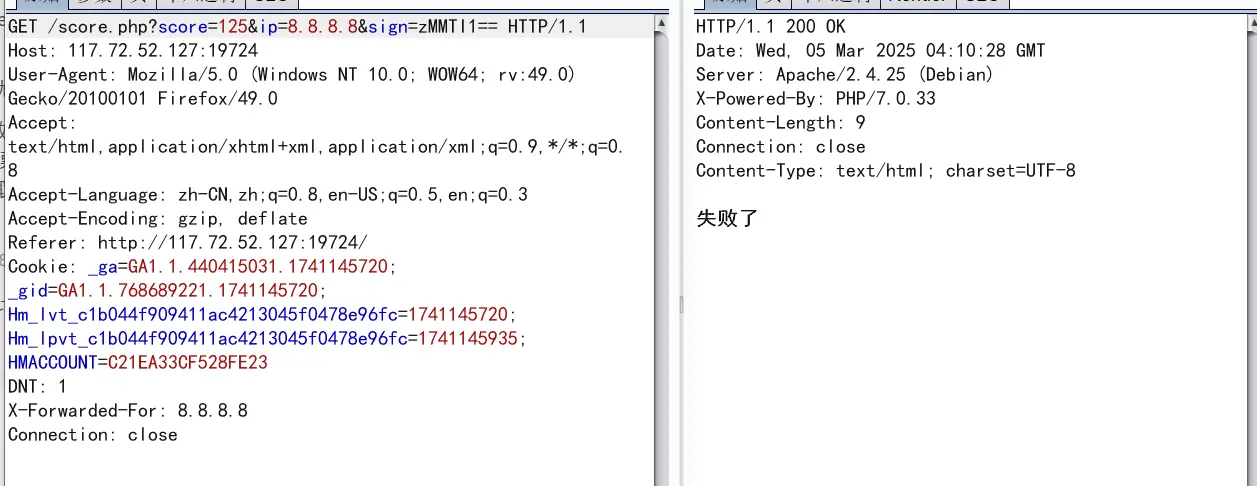 GET /score.php?score=125&ip=8.8.8.8&sign=zMMTI1== HTTP/1.1
Host: 117.72.52.127:19724
User-Agent: Mozilla/5.0 (Windows NT 10.0; WOW64; rv:49.0)
Gecko/20100101 Firefox/49.0
Accept:
text/html,application/xhtml+xml,application/xml;q=0.9,*/*;q=0.
8
Accept-Language: zh-CN,zh;q=0.8,en-US;q=0.5,en;q=0.3
Accept-Encoding: gzip, deflate
Referer: http://117.72.52.127:19724/
Cookie: _ga=GA1.1.440415031.1741145720;
_gid=GA1.1.768689221.1741145720;
Hm_lvt_c1b044f909411ac4213045f0478e96fc=1741145720;
Hm_lpvt_c1b044f909411ac4213045f0478e96fc=1741145935;
HMACCOUNT=C21EA33CF528FE23
DNT: 1
X-Forwarded-For: 8.8.8.8
Connection: close
HTTP/1.1 200 OK
Date: Wed, 05 Mar 2025 04:10:28 GMT
Server: Apache/2.4.25 (Debian)
X-Powered-By: PHP/7.0.33
Content-Length: 9
Connection: close
Content-Type: text/html; charset=UTF-8
失败了